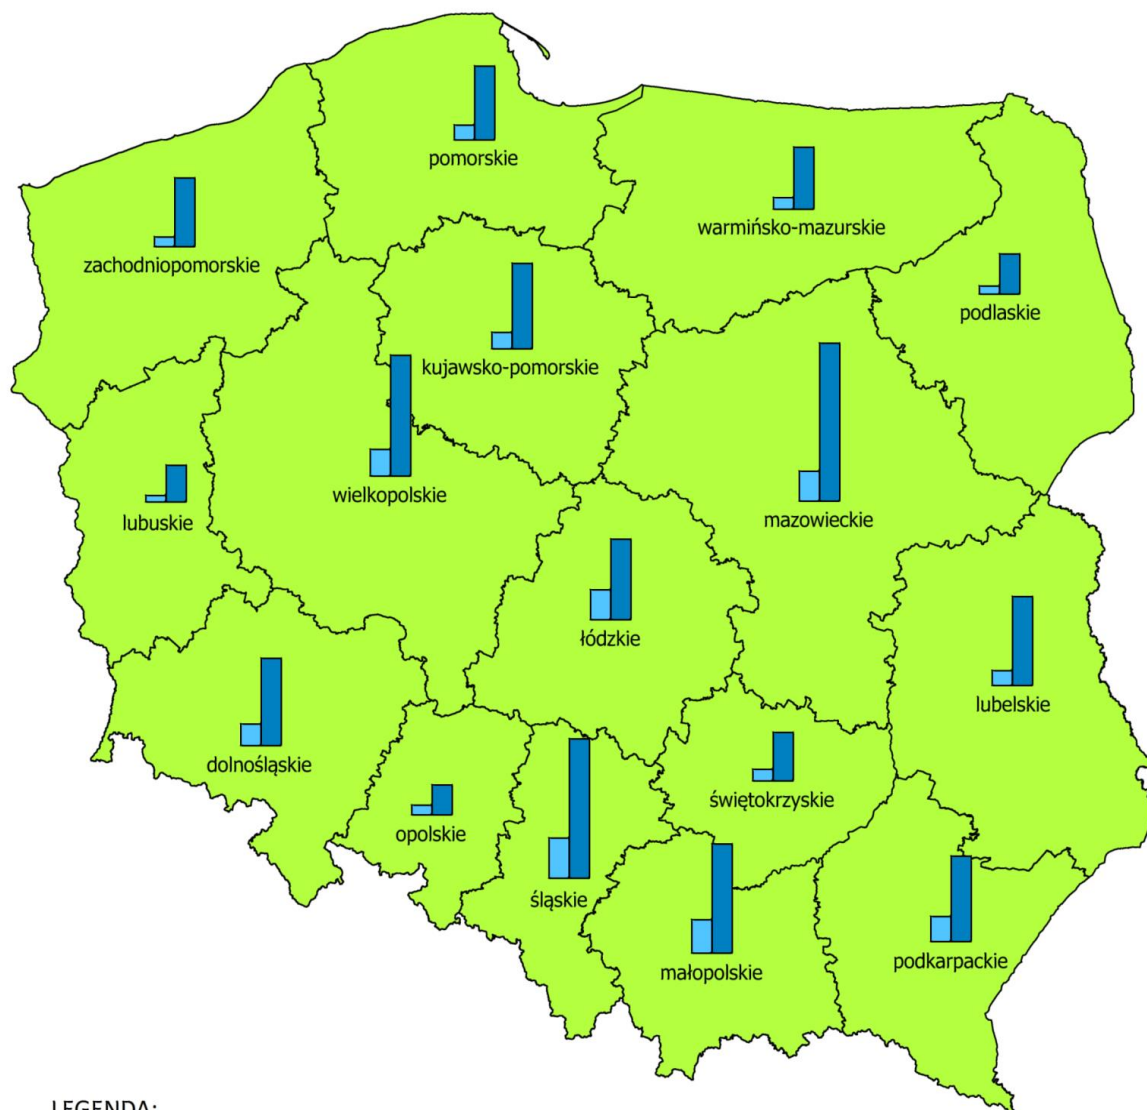 pomorskie
warmińsko-mazurskie
zachodniopomorskie
podlaskie
kujawsko-pomorskie
wielkopolskie
lubuskie
mazowieckie
łódzkie
lubelskie
dolnośląskie
świętokrzyskie
opolskie
śląskie
małopolskie
podkarpackie
LEGENDA: